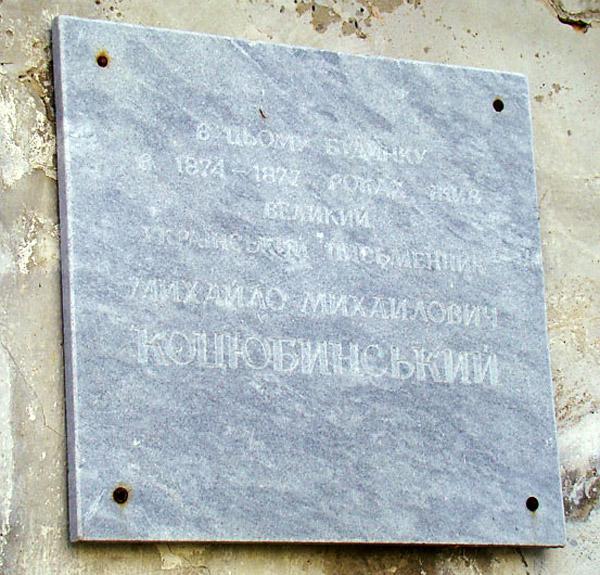 В ЦЬОМУ БУДИНКУ
В 1874–1877 РОКАХ ЖИВ
ВЕЛИКИЙ
УКРАЇНСЬКИЙ ПИСЬМЕННИК
МИХАЙЛО МИХАЙЛОВИЧ
КОЦЮБИНСЬКИЙ